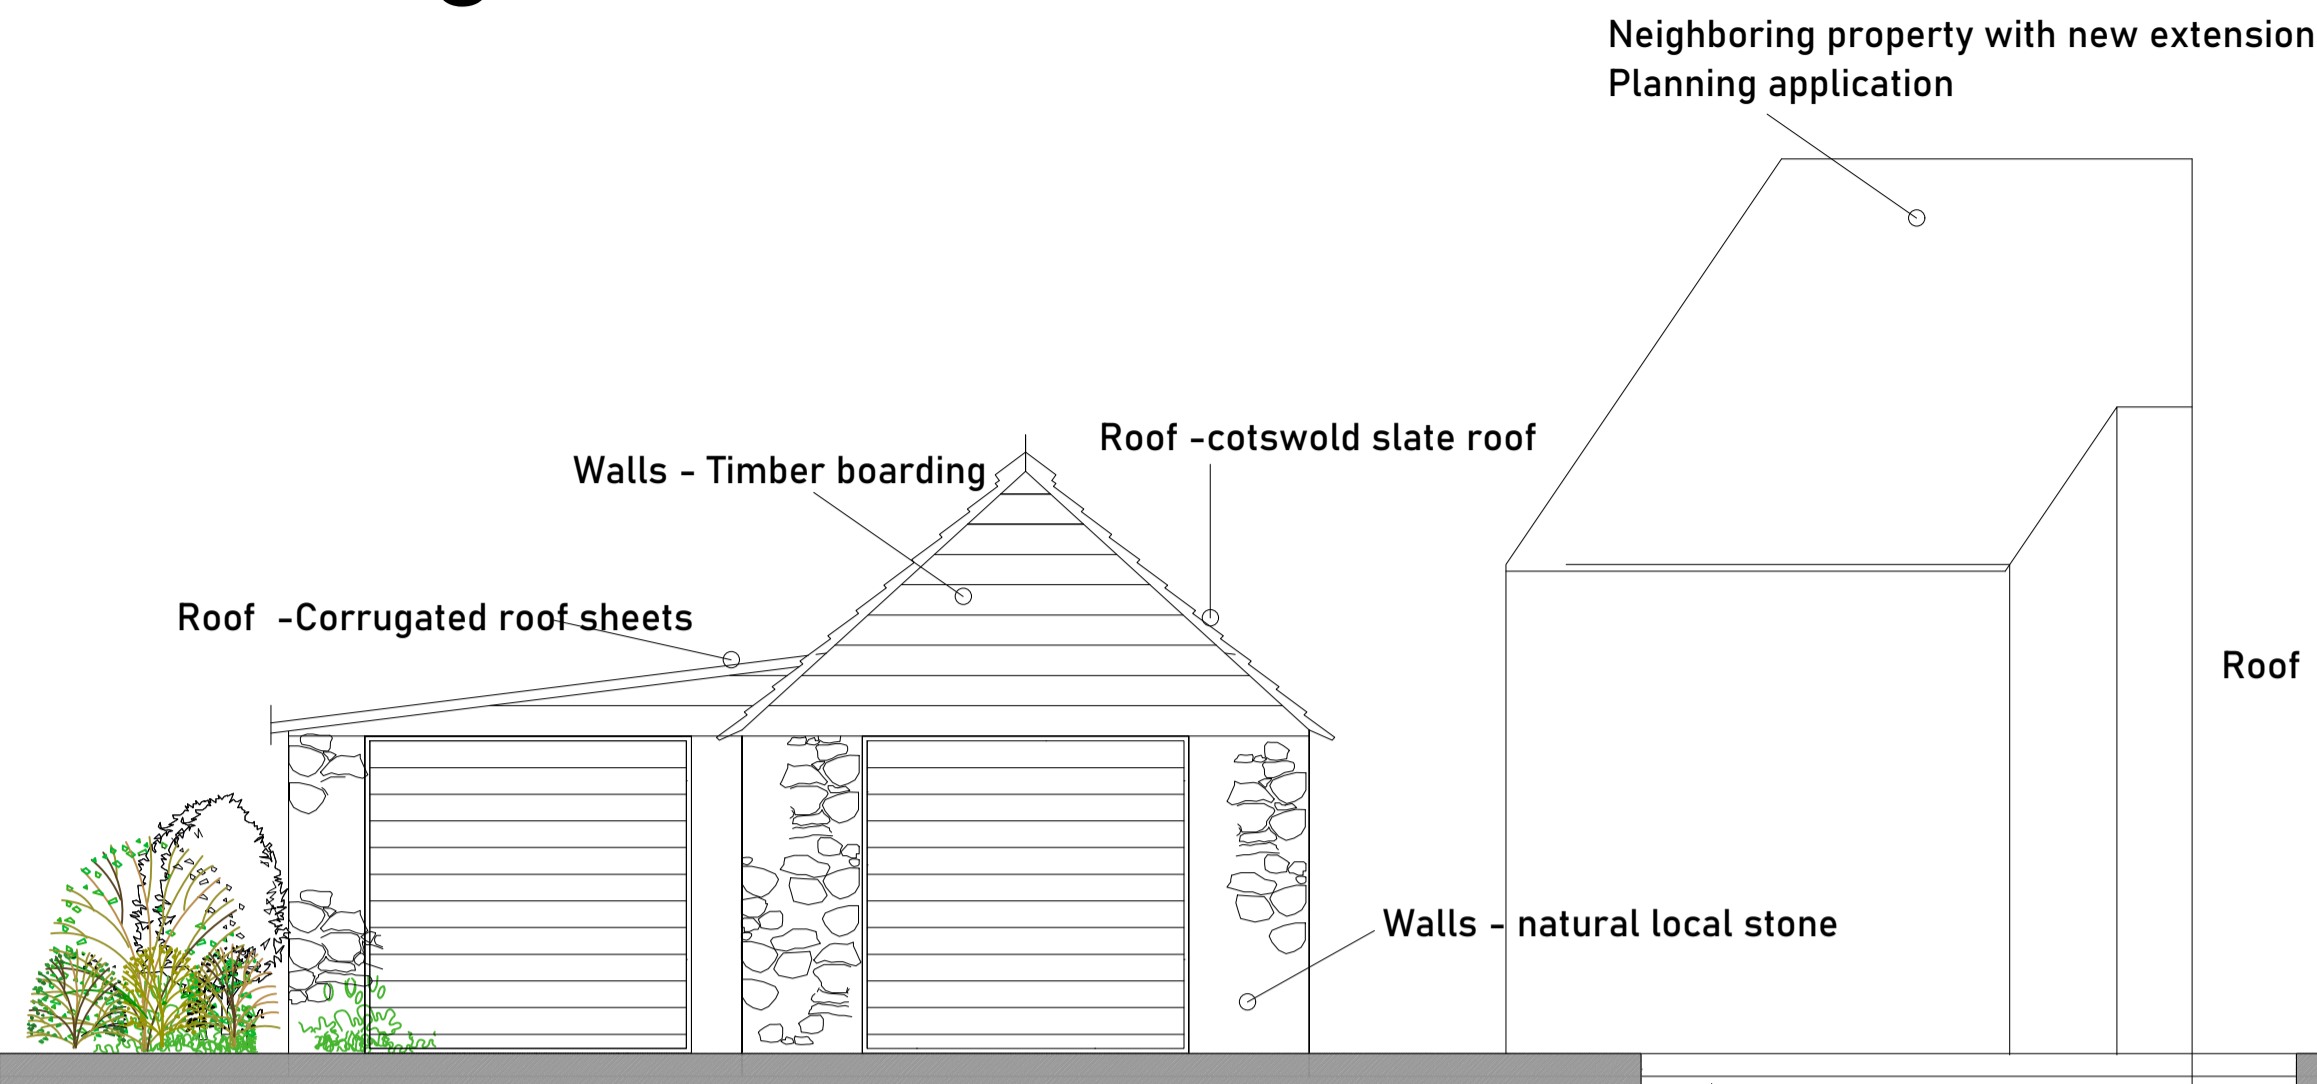 Neighboring property with new extension
Planning application
Roof -cotswold slate roof
Walls - Timber boarding
Roof -Corrugated roof sheets
Roof
Walls - natural local stone